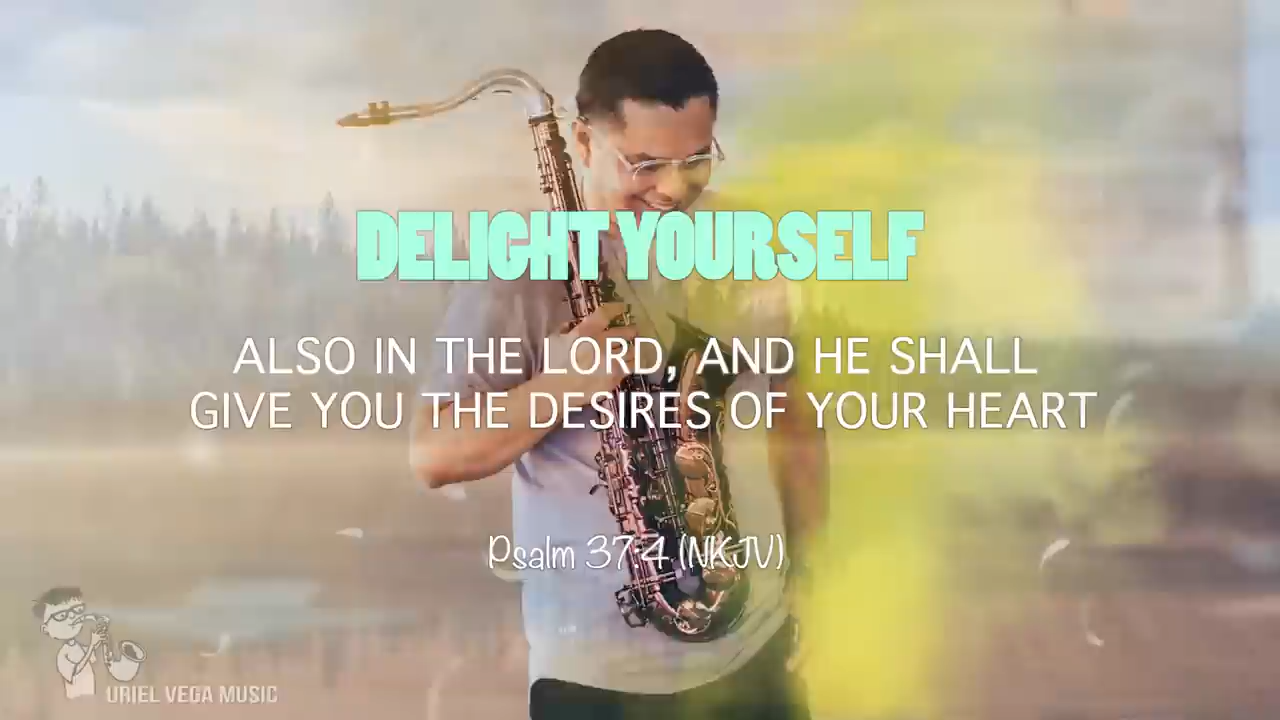 DELIGHT YOURSELF
ALSO IN THE LORD, AND HE SHALL
GIVE YOU THE DESIRES OF YOUR HEART
Psalm 37:4 (NKJV)
URIEL VEGA MUSIC